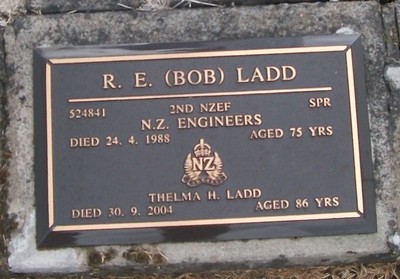 R. E. (BOB) LADD
524841 2ND NZEF SPR
N.Z. ENGINEERS
DIED 24. 4. 1988 AGED 75 YRS
NZ
THELMA H. LADD
DIED 30. 9. 2004 AGED 86 YRS